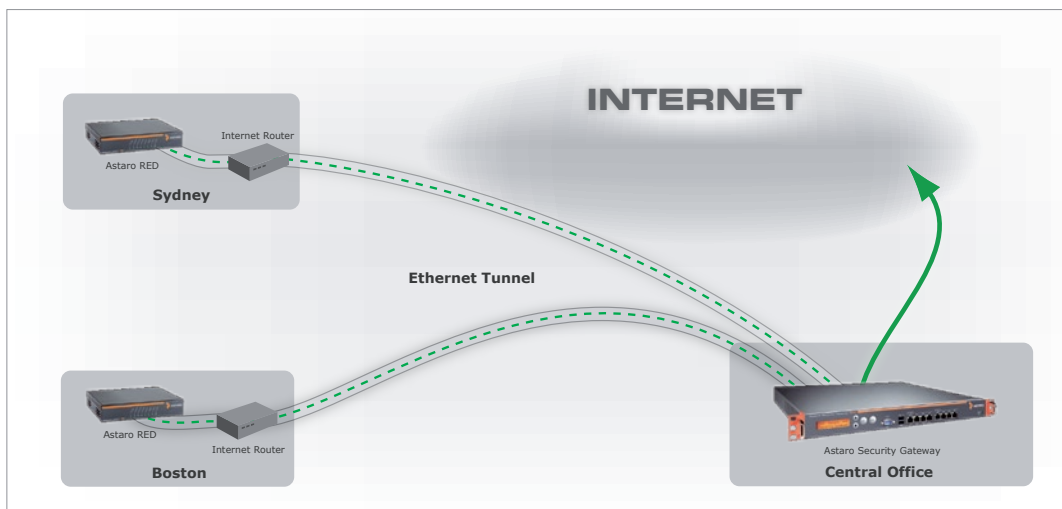 INTERNET
Internet Router
Astaro RED
Sydney
Ethernet Tunnel
Astaro RED
Internet Router
Boston
Astaro Security Gateway
Central Office